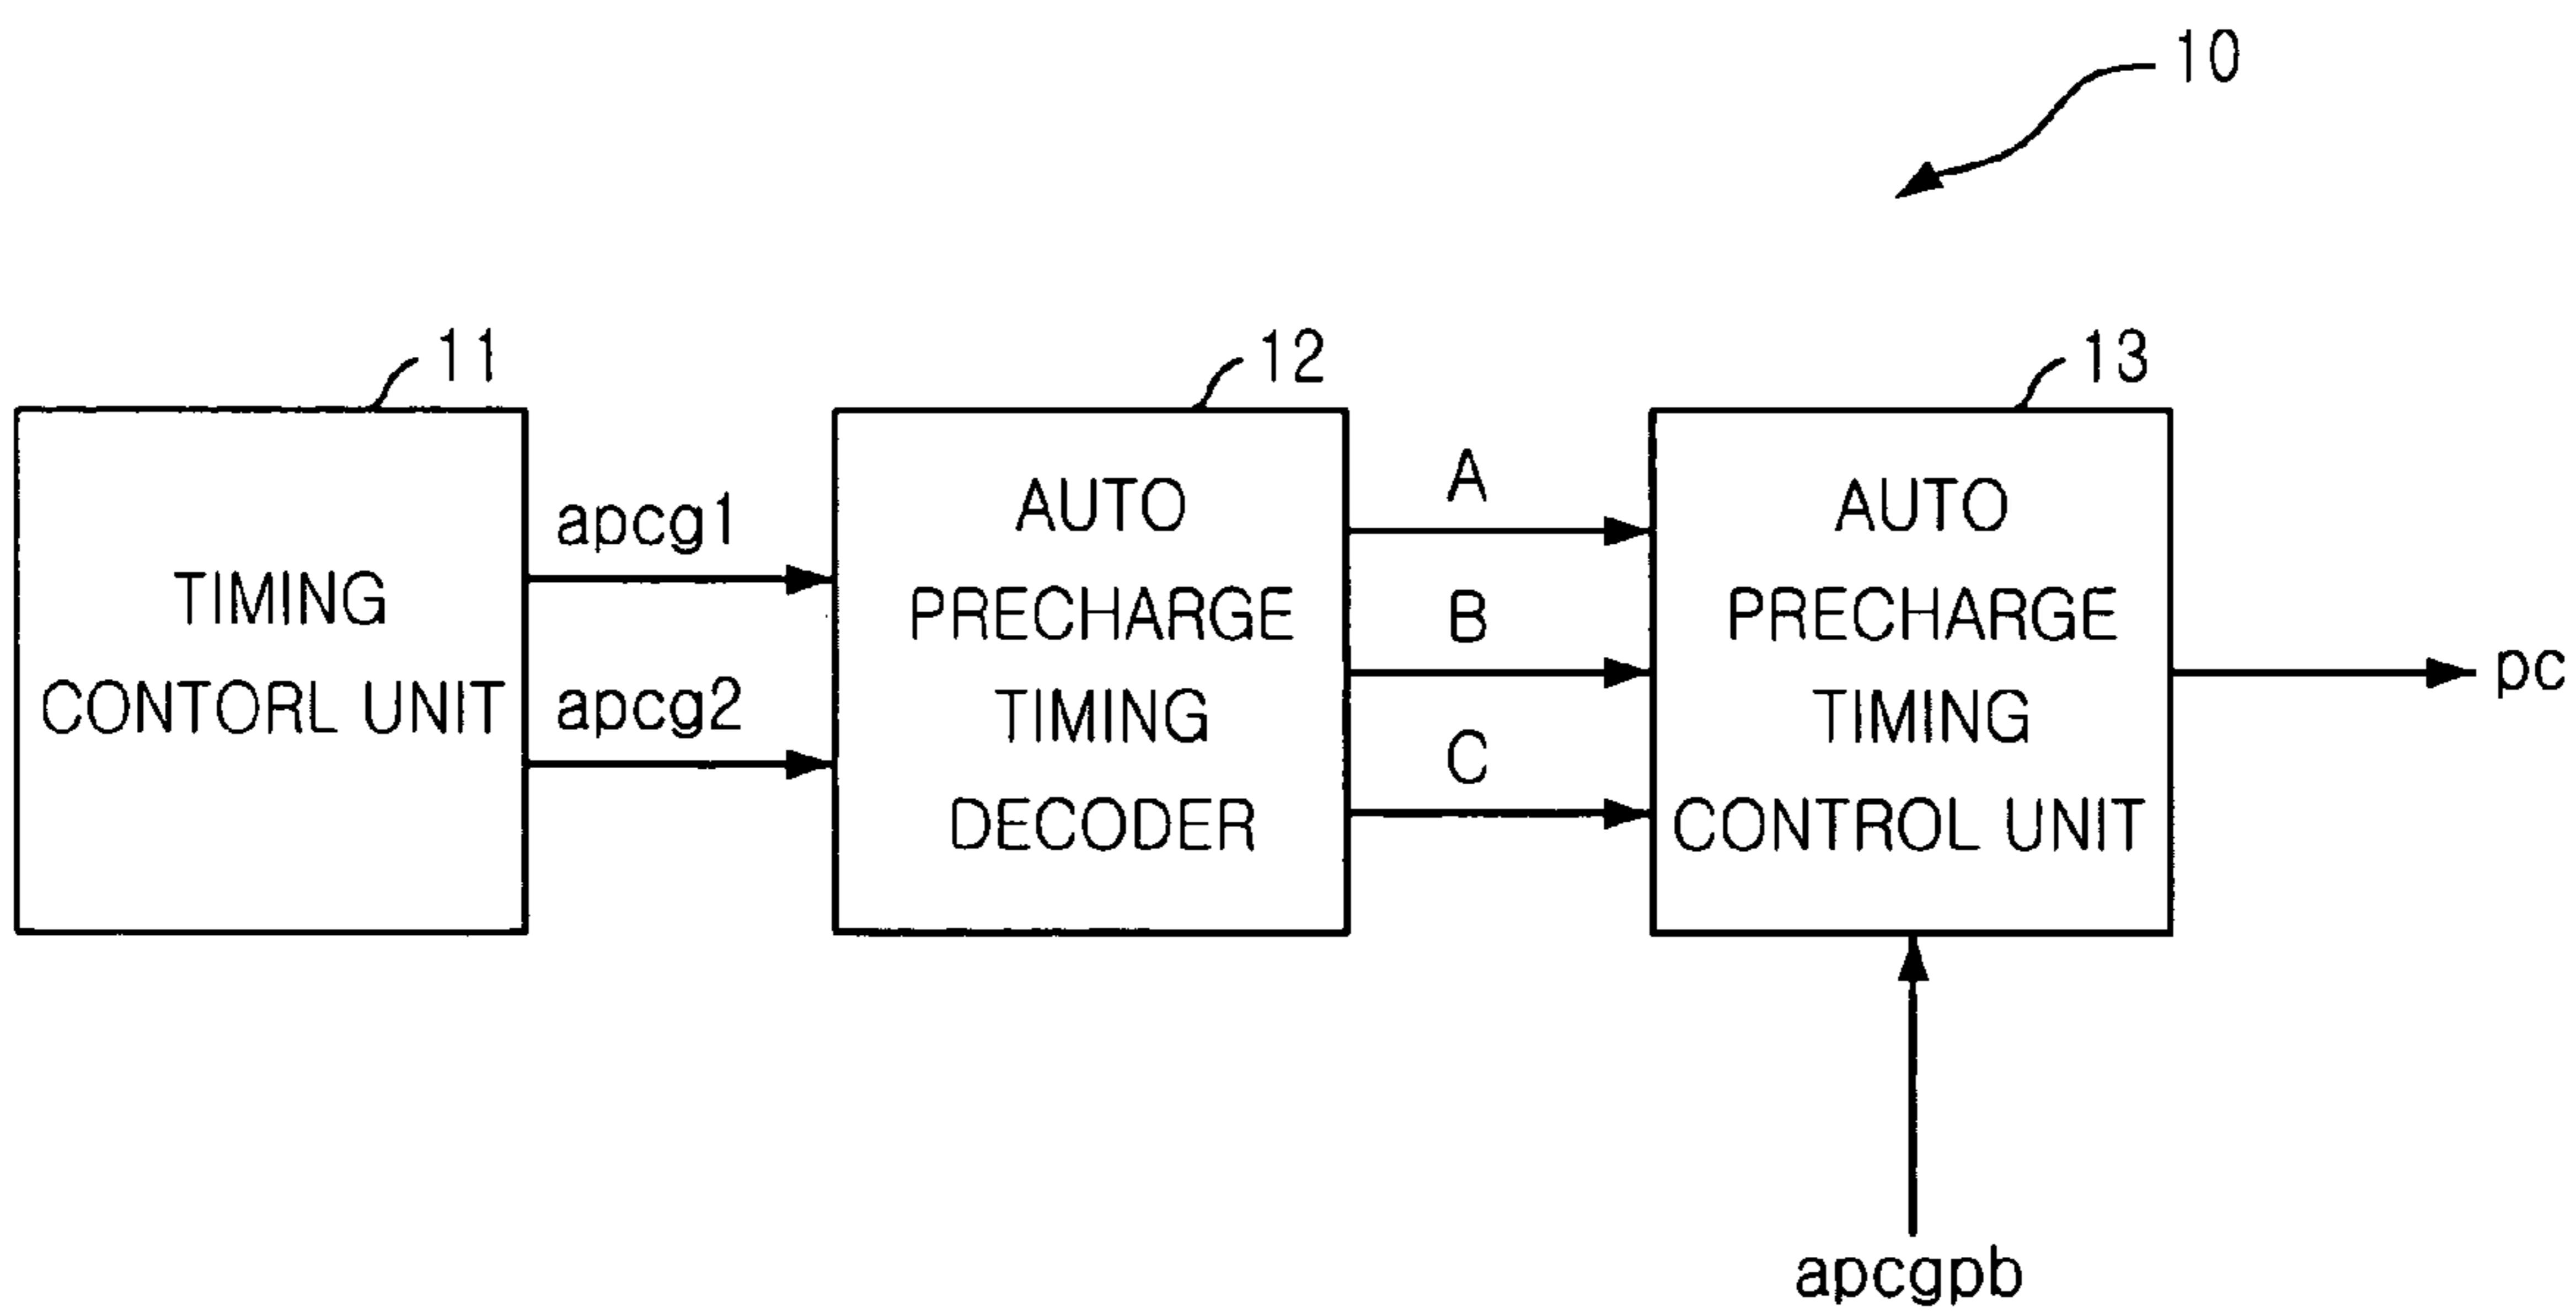 10
11
12
13
TIMING
CONTORL UNIT
apcg1
apcg2
AUTO
PRECHARGE
TIMING
DECODER
A
B
C
AUTO
PRECHARGE
TIMING
CONTROL UNIT
pc
apcgpb